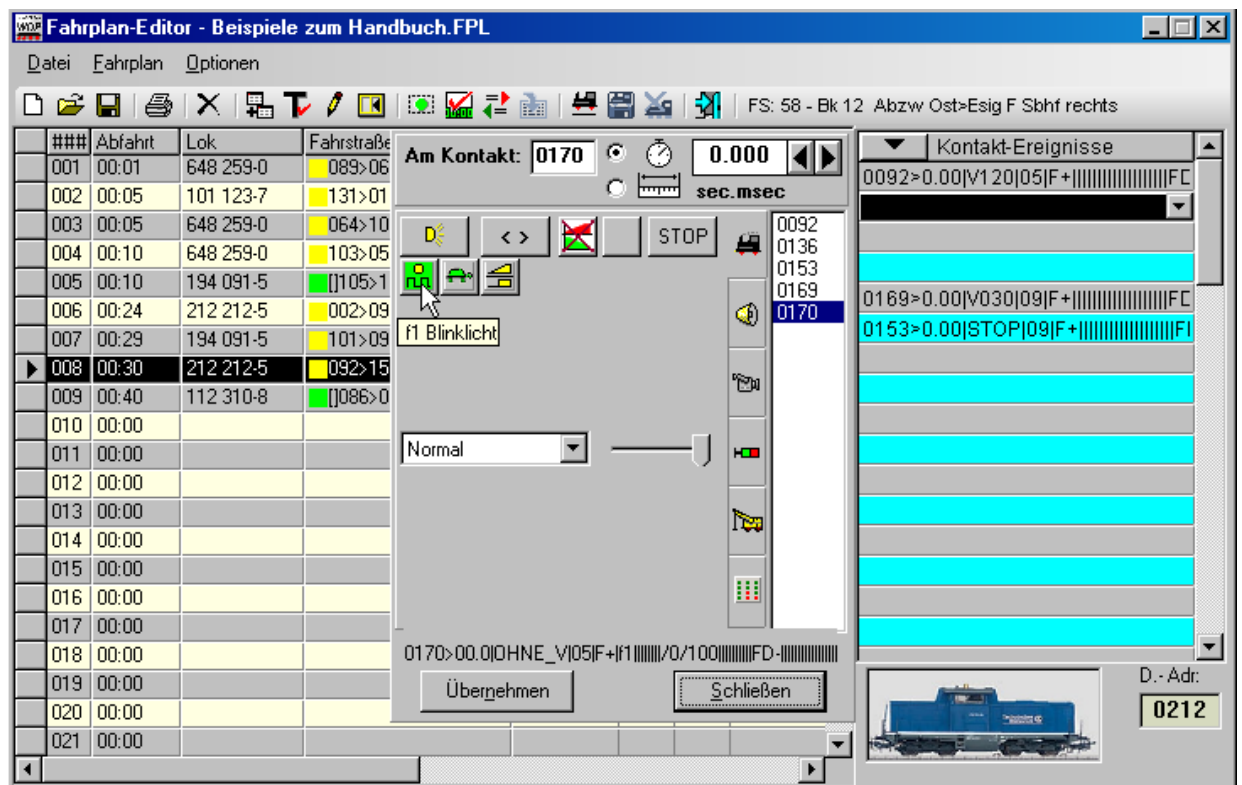 Fahrplan-Editor - Beispiele zum Handbuch.FPL
Datei Fahrplan Optionen
FS: 58 - Bk 12 Abzw Ost>Esig F Sbhf rechts
### Abfahrt Lok Fahrstraße
001 00:01 648 259-0 089>06
002 00:05 101 123-7 131>01
003 00:05 648 259-0 064>10
004 00:10 648 259-0 103>05
005 00:10 194 091-5 []105>1
006 00:24 212 212-5 002>09
007 00:29 194 091-5 101>09
008 00:30 212 212-5 092>15
009 00:40 112 310-8 []086>0
010 00:00
011 00:00
012 00:00
013 00:00
014 00:00
015 00:00
016 00:00
017 00:00
018 00:00
019 00:00
020 00:00
021 00:00
Am Kontakt: 0170 0.000
sec.msec
< > STOP
f1 Blinklicht
Normal
0092
0136
0153
0169
0170
0170>00.0|OHNE_V|05|F+|f1||||||||/0/100||||||||||FD-||||||||||||||
Übernehmen Schließen
Kontakt-Ereignisse
0092>0.00|V120|05|F+||||||||||||||||||||FD
0169>0.00|V030|09|F+||||||||||||||||||||FD
0153>0.00|STOP|09|F+||||||||||||||||||||FI
D.- Adr:
0212